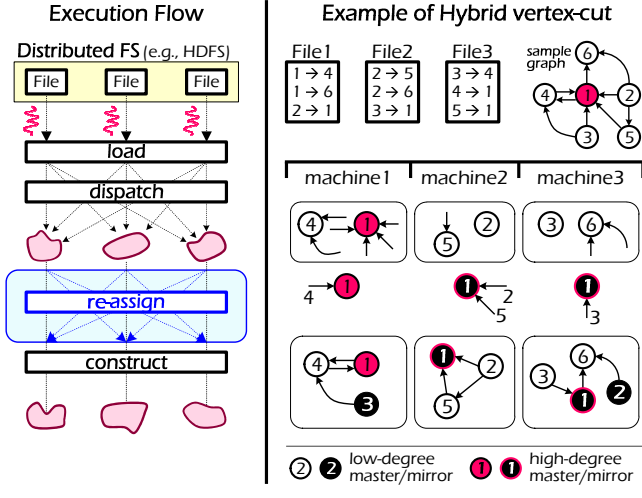 Execution Flow
Distributed FS (e.g., HDFS)
File File File
load
dispatch
re-assign
construct
Example of Hybrid vertex-cut
File1 File2 File3
1 → 4 2 → 5 3 → 4
1 → 6 2 → 6 4 → 1
2 → 1 3 → 1 5 → 1
sample
graph
6
4 1 2
3 5
machine1 machine2 machine3
4 1 5 2 3 6
4 1 1 2 5 1 3
4 1 3 1 2 5 3 6 1 2
2 2 low-degree
master/mirror
1 1 high-degree
master/mirror